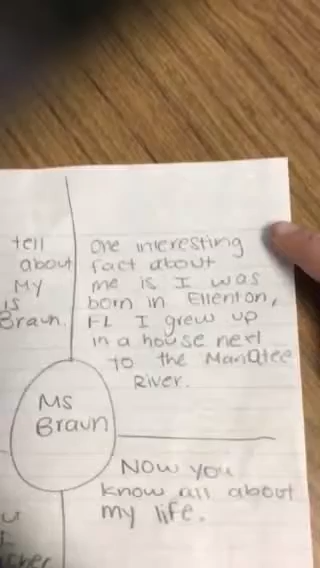 tell
about
My
is
Braun.
One interesting
fact about
me is I was
born in Ellenton,
FL I grew up
in a house next
to the Manatee
River.
Ms
Braun
Now you
know all about
my life.